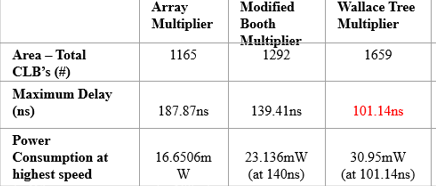 Array Multiplier
Modified Booth Multiplier
Wallace Tree Multiplier
Area – Total CLB's (#)
1165
1292
1659
Maximum Delay (ns)
187.87ns
139.41ns
101.14ns
Power Consumption at highest speed
16.6506m W
23.136mW (at 140ns)
30.95mW (at 101.14ns)